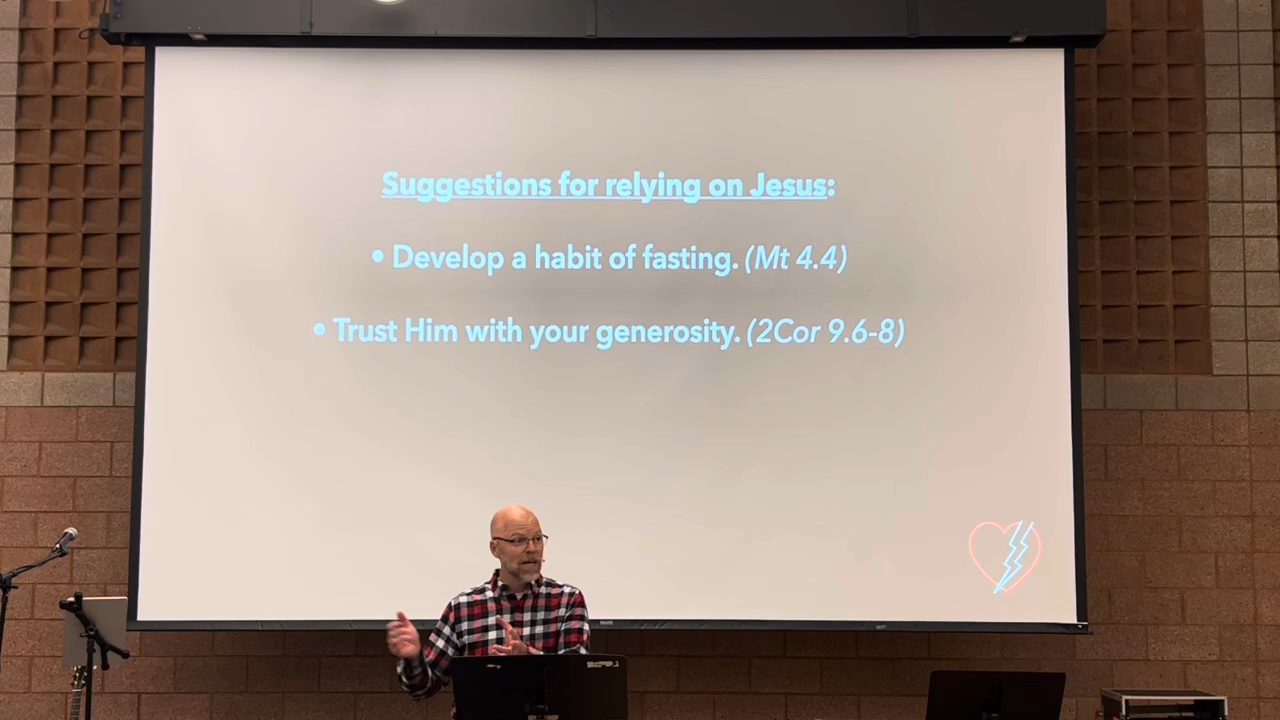 Suggestions for relying on Jesus:
• Develop a habit of fasting. (Mt 4.4)
• Trust Him with your generosity. (2Cor 9.6-8)